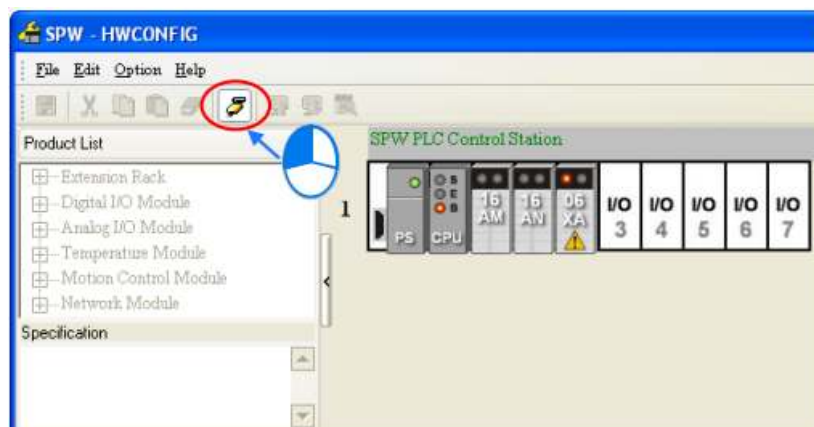 SPW - HWCONFIG
File Edit Option Help
Product List
Extension Rack
Digital I/O Module
Analog I/O Module
Temperature Module
Motion Control Module
Network Module
Specification
SPW PLC Control Station
1
PS
S
E
B
CPU
16
AM
16
AN
06
XA
I/O
3
I/O
4
I/O
5
I/O
6
I/O
7